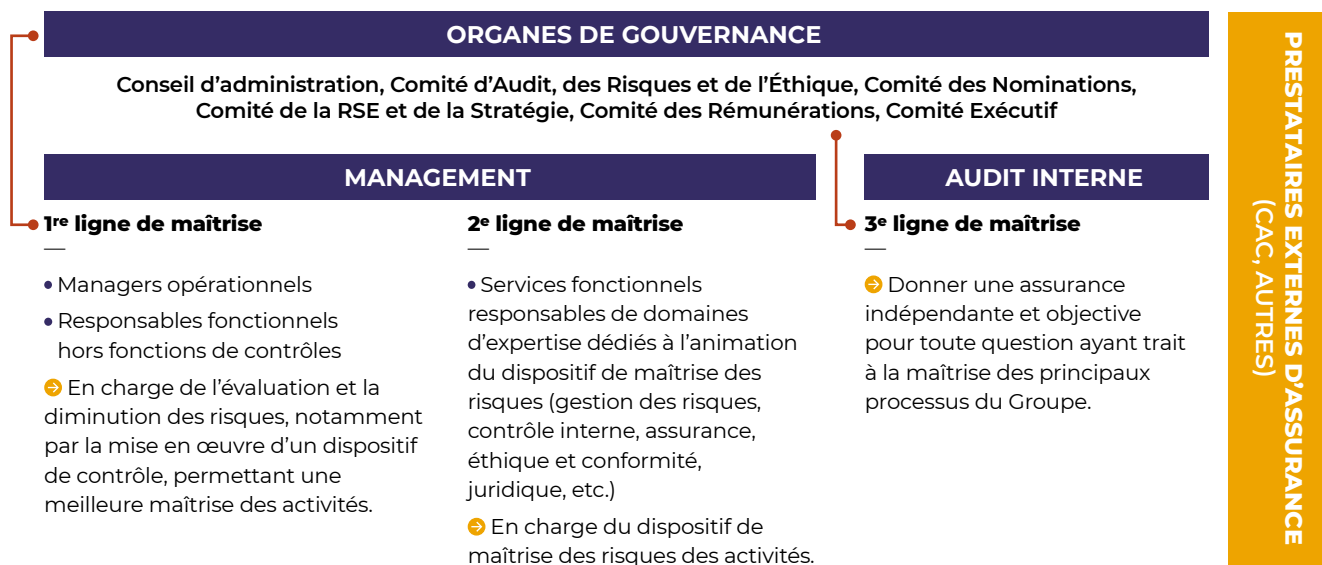 ORGANES DE GOUVERNANCE
Conseil d’administration, Comité d’Audit, des Risques et de l’Éthique, Comité des Nominations,
Comité de la RSE et de la Stratégie, Comité des Rémunérations, Comité Exécutif
MANAGEMENT
1re ligne de maîtrise
—
• Managers opérationnels
• Responsables fonctionnels
hors fonctions de contrôles
En charge de l’évaluation et la
diminution des risques, notamment
par la mise en œuvre d’un dispositif
de contrôle, permettant une
meilleure maîtrise des activités.
2e ligne de maîtrise
—
• Services fonctionnels
responsables de domaines
d’expertise dédiés à l’animation
du dispositif de maîtrise des
risques (gestion des risques,
contrôle interne, assurance,
éthique et conformité,
juridique, etc.)
En charge du dispositif de
maîtrise des risques des activités.
AUDIT INTERNE
3e ligne de maîtrise
—
Donner une assurance
indépendante et objective
pour toute question ayant trait
à la maîtrise des principaux
processus du Groupe.
PRESTATAIRES EXTERNES D’ASSURANCE
(CAC, AUTRES)